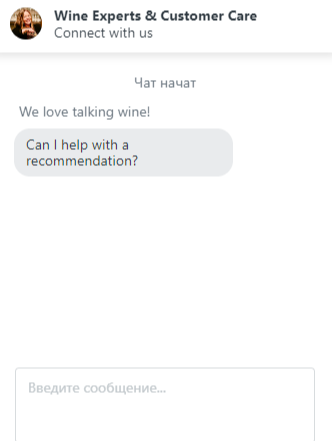 Wine Experts & Customer Care
Connect with us
Чат начат
We love talking wine!
Can I help with a
recommendation?
Введите сообщение...